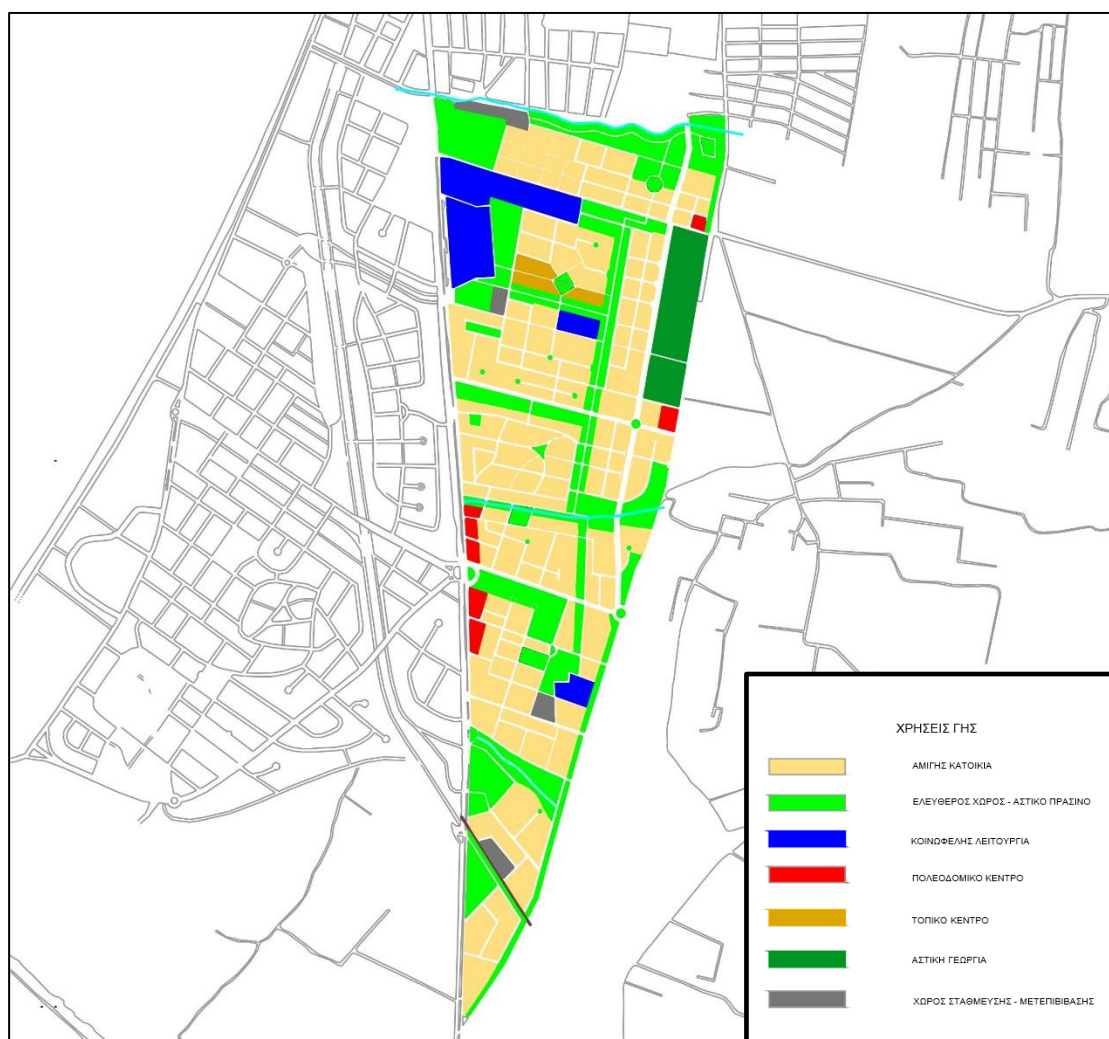 ΧΡΗΣΕΙΣ ΓΗΣ
ΑΜΙΓΗΣ ΚΑΤΟΙΚΙΑ
ΕΛΕΥΘΕΡΟΣ ΧΩΡΟΣ - ΑΣΤΙΚΟ ΠΡΑΣΙΝΟ
ΚΟΙΝΩΦΕΛΗΣ ΛΕΙΤΟΥΡΓΙΑ
ΠΟΛΕΟΔΟΜΙΚΟ ΚΕΝΤΡΟ
ΤΟΠΙΚΟ ΚΕΝΤΡΟ
ΑΣΤΙΚΗ ΓΕΩΡΓΙΑ
ΧΩΡΟΣ ΣΤΑΘΜΕΥΣΗΣ - ΜΕΤΕΠΙΒΙΒΑΣΗΣ